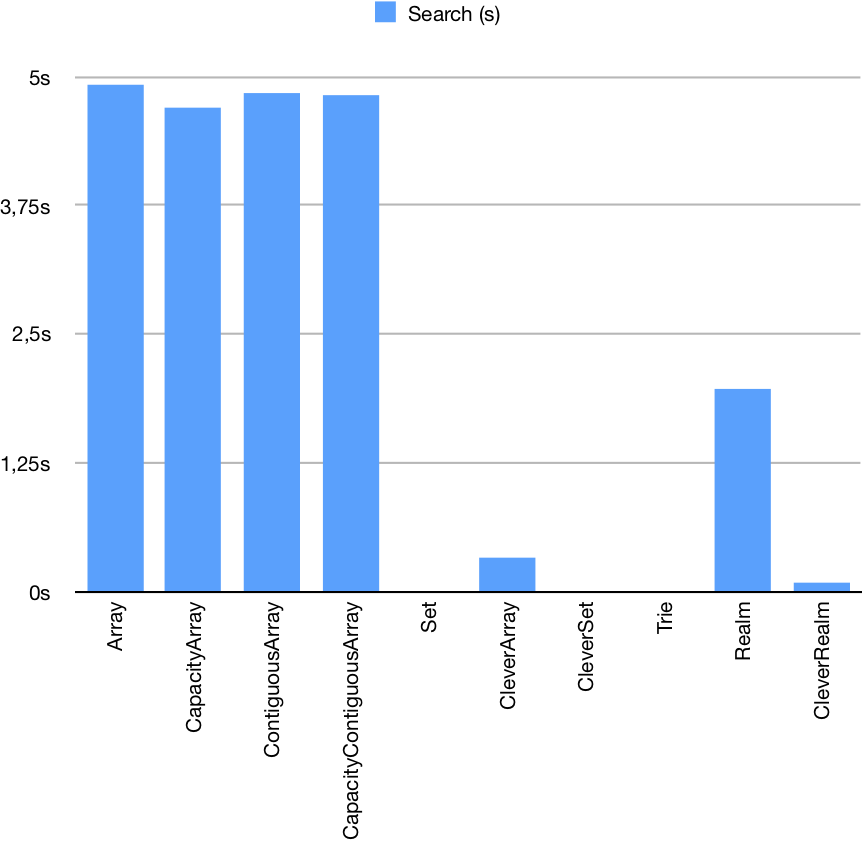 Search (s)
5s
3,75s
2,5s
1,25s
0s
Array
CapacityArray
ContiguousArray
CapacityContiguousArray
Set
CleverArray
CleverSet
Trie
Realm
CleverRealm